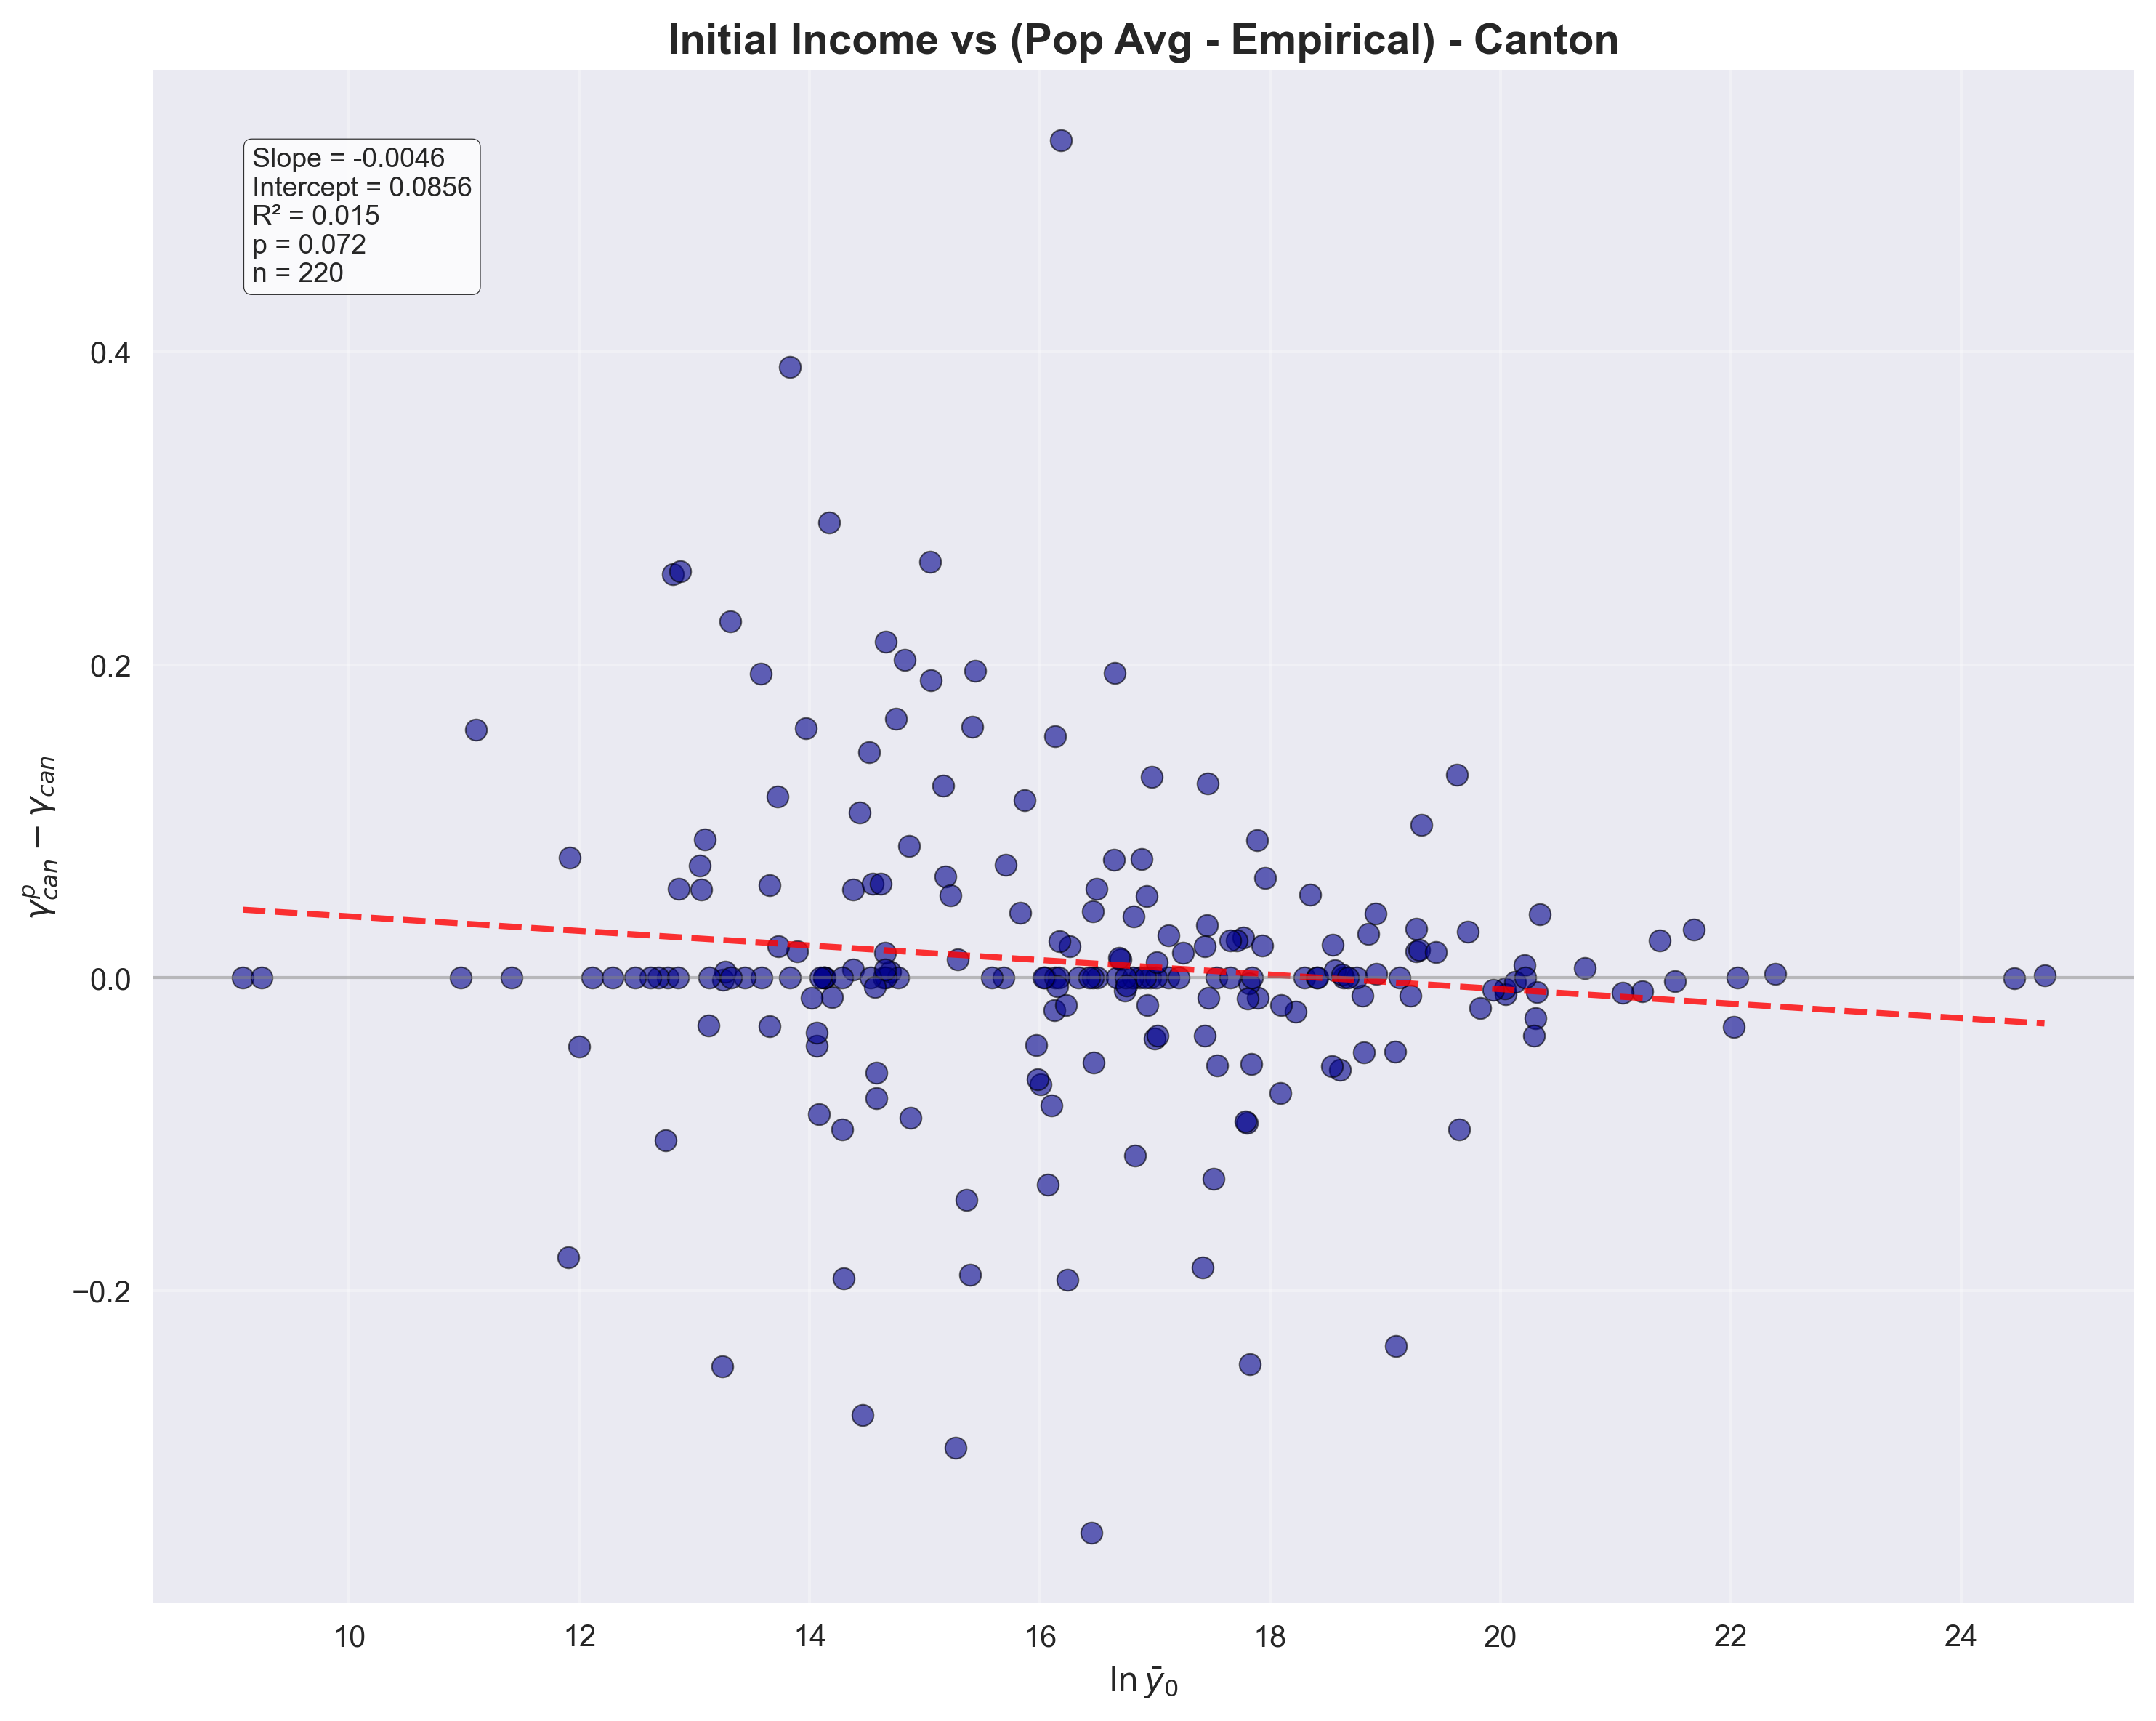 Initial Income vs (Pop Avg - Empirical) - Canton
Slope = -0.0046
Intercept = 0.0856
R² = 0.015
p = 0.072
n = 220
0.4
0.2
0.0
−0.2
γᵖ_can − γ_can
10 12 14 16 18 20 22 24
ln ȳ₀